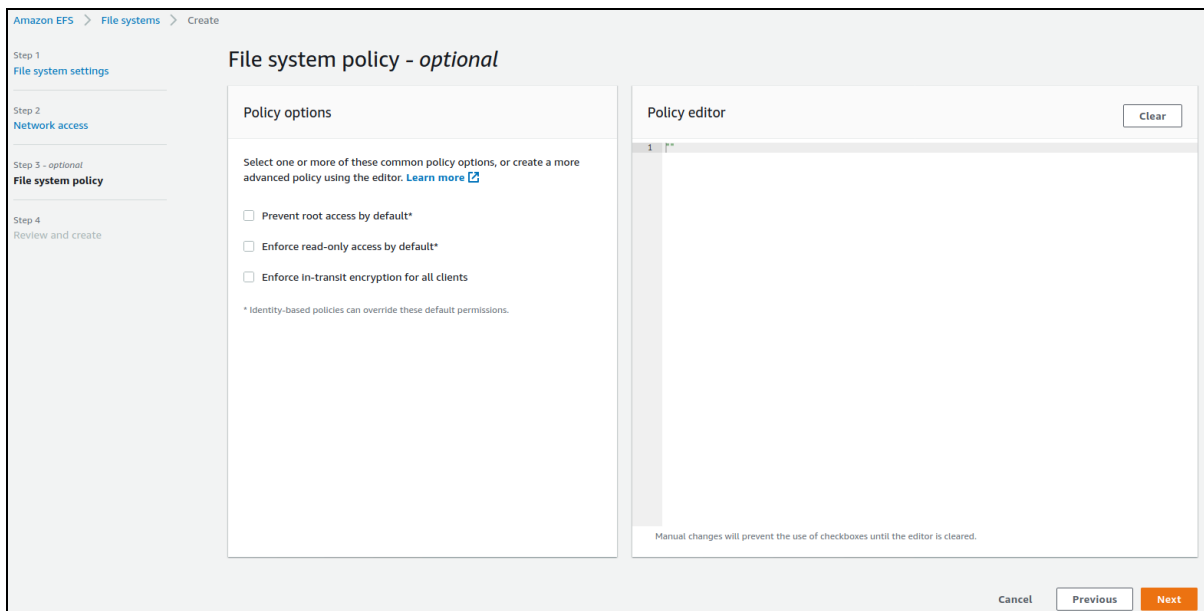 Amazon EFS > File systems > Create
Step 1
File system settings
Step 2
Network access
Step 3 - optional
File system policy
Step 4
Review and create
File system policy - optional
Policy options
Select one or more of these common policy options, or create a more
advanced policy using the editor. Learn more
Prevent root access by default*
Enforce read-only access by default*
Enforce in-transit encryption for all clients
* Identity-based policies can override these default permissions.
Policy editor
Clear
1 ""
Manual changes will prevent the use of checkboxes until the editor is cleared.
Cancel Previous Next